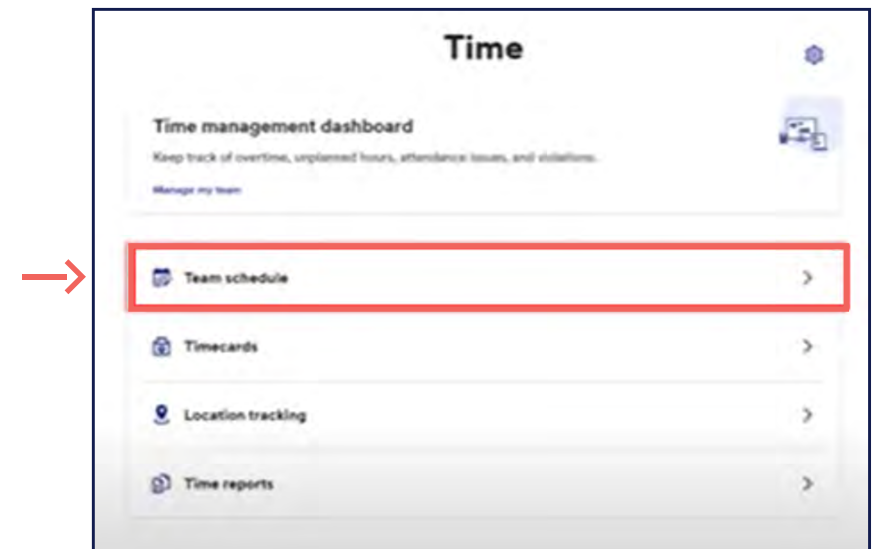 Time
Time management dashboard
Keep track of overtime, unplanned hours, attendance issues, and violations.
Manage my team
Team schedule
Timecards
Location tracking
Time reports